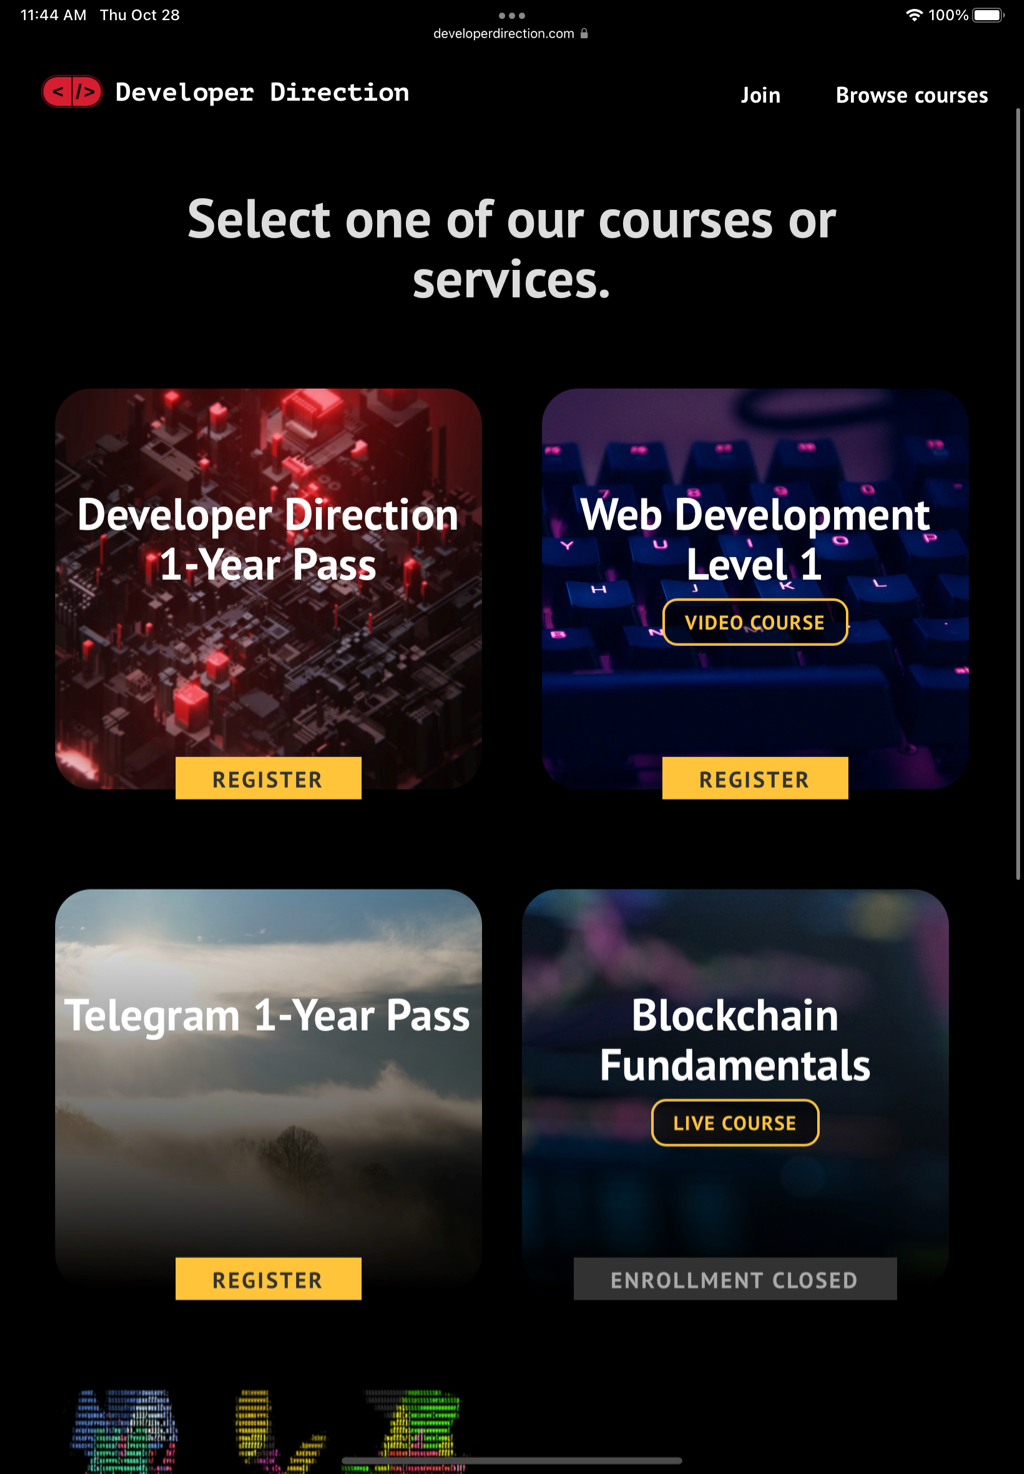 11:44 AM Thu Oct 28
100%
developerdirection.com
</> Developer Direction
Join
Browse courses
Select one of our courses or
services.
Developer Direction
1-Year Pass
REGISTER
Web Development
Level 1
VIDEO COURSE
REGISTER
Telegram 1-Year Pass
REGISTER
Blockchain
Fundamentals
LIVE COURSE
ENROLLMENT CLOSED